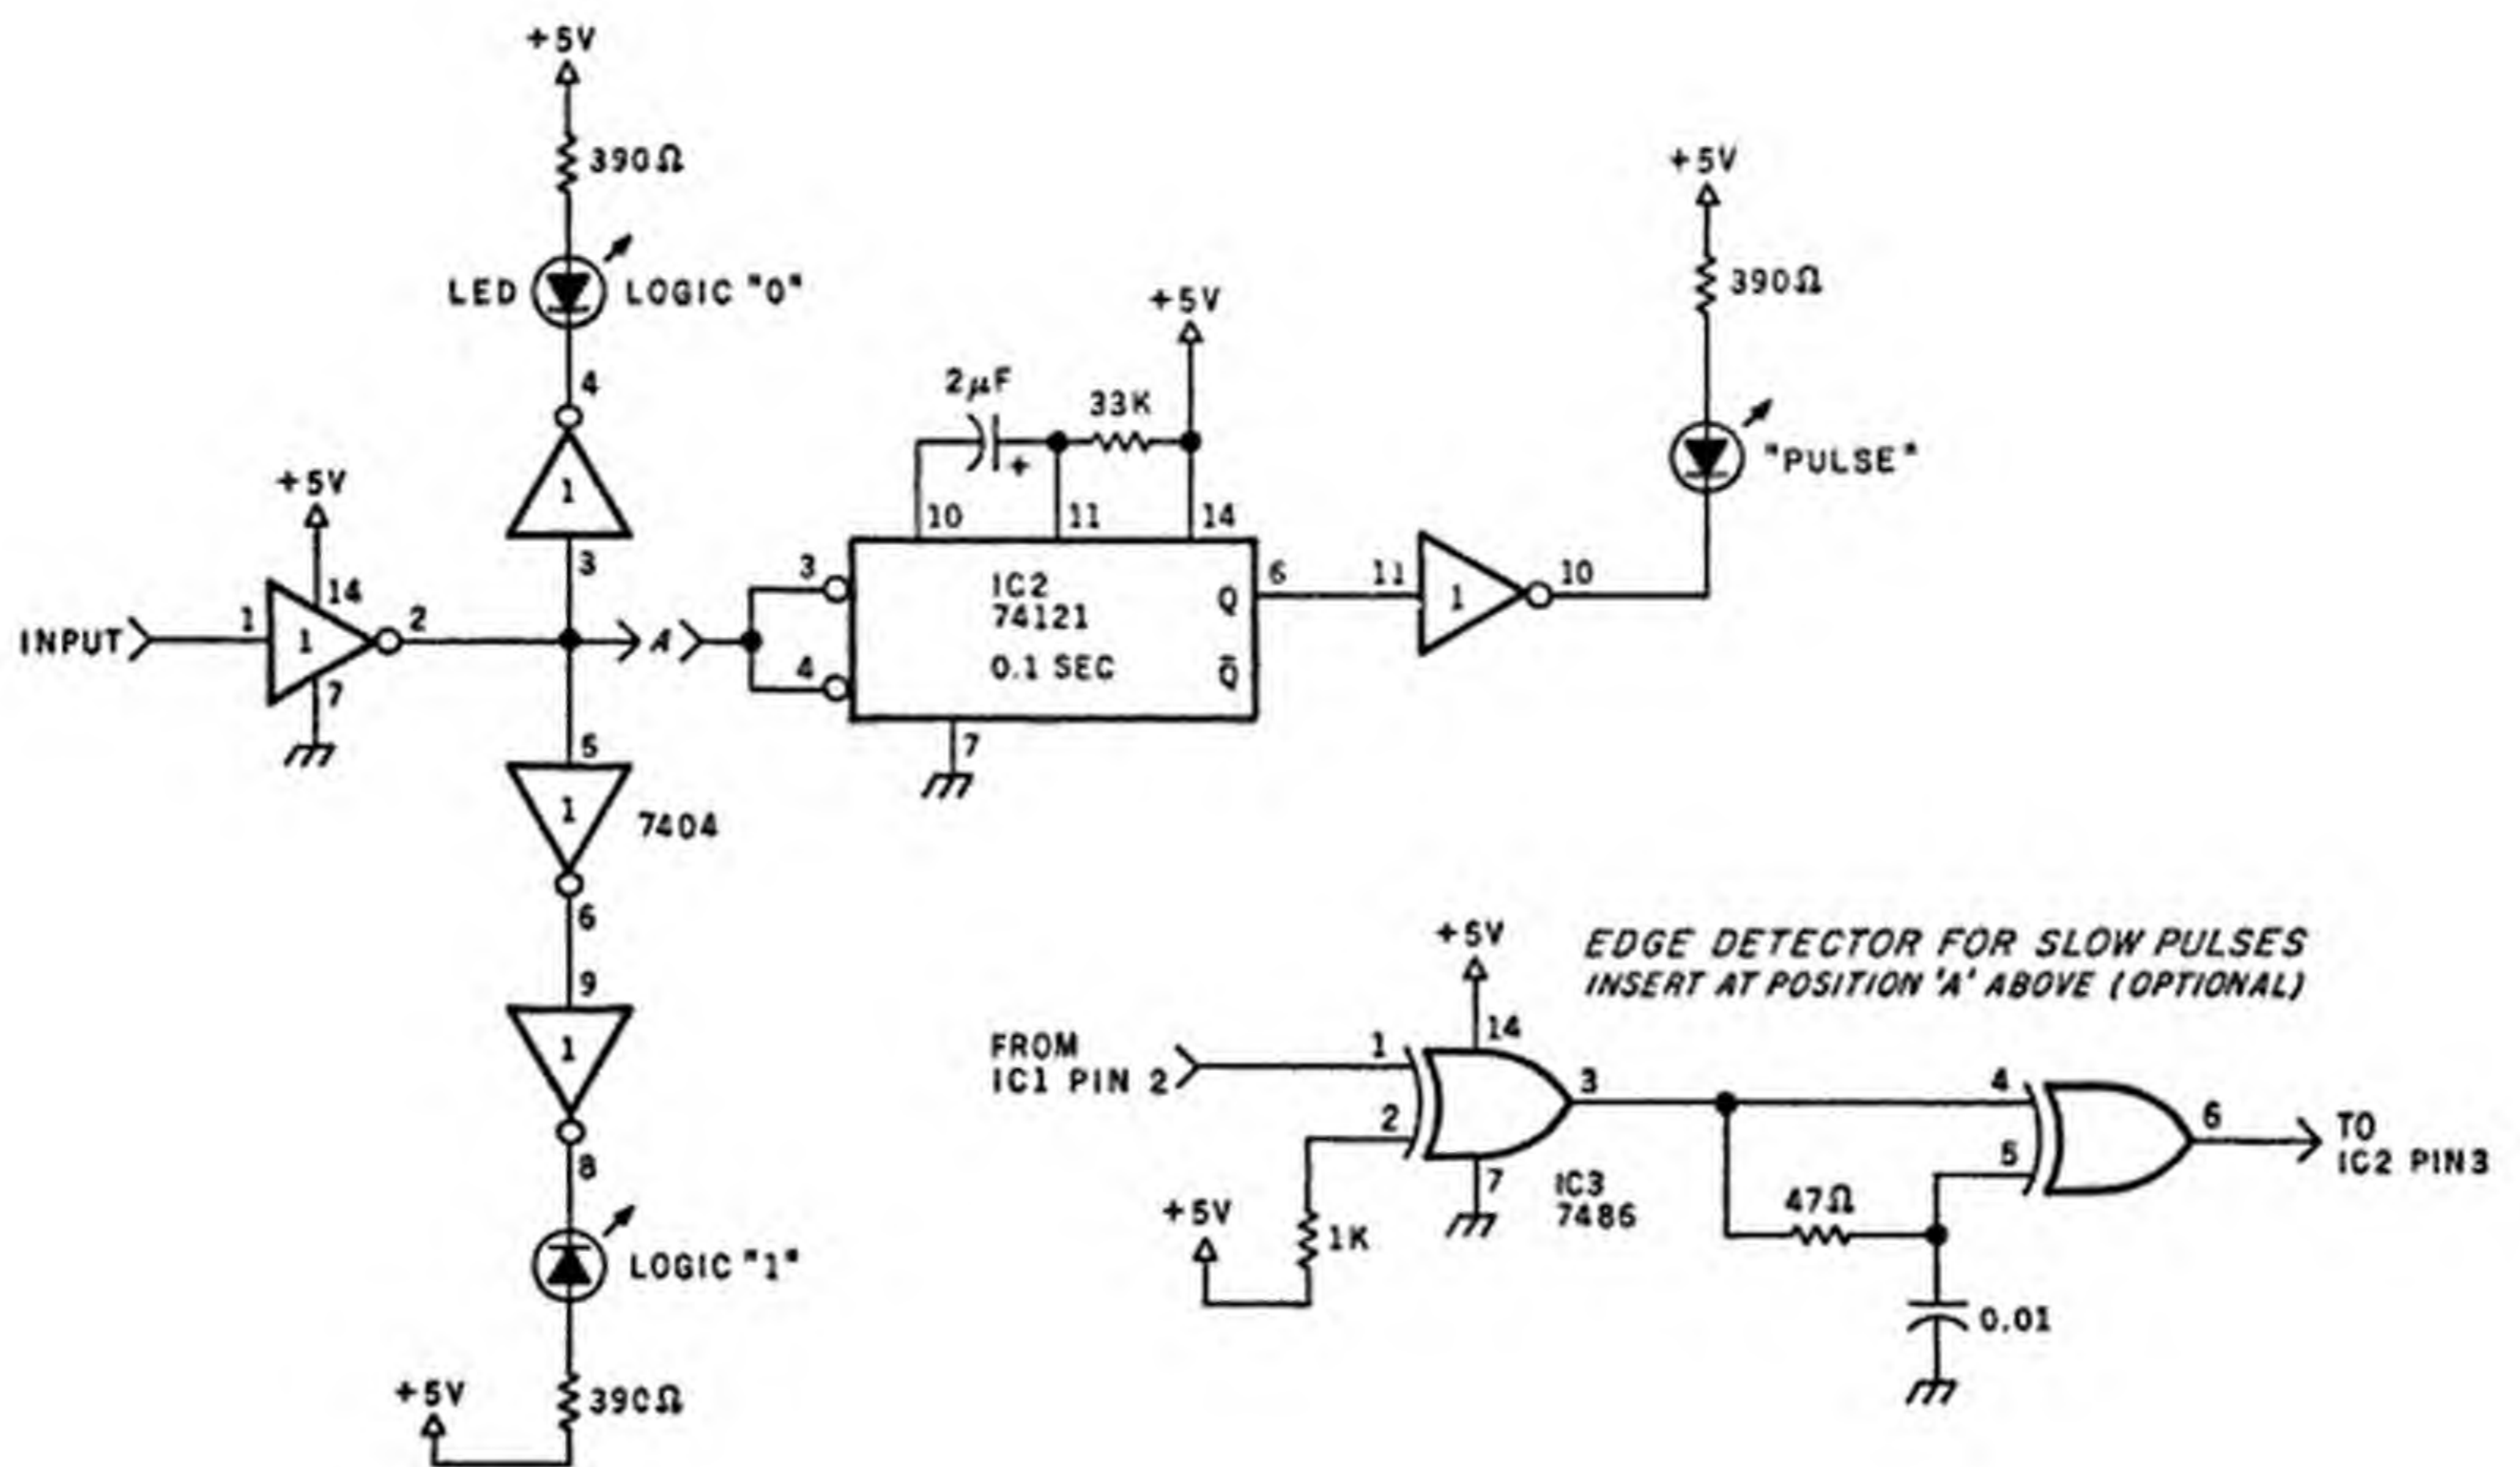 +5V
390Ω
LED
LOGIC "0"
4
1
3
+5V
14
INPUT
1
1
2
7
A
5
1
7404
6
9
1
8
LOGIC "1"
+5V
390Ω
2µF
33K
+5V
10
11
14
3
4
IC2
74121
0.1 SEC
Q
Q̄
6
7
11
1
10
+5V
390Ω
"PULSE"
EDGE DETECTOR FOR SLOW PULSES
INSERT AT POSITION 'A' ABOVE (OPTIONAL)
FROM
IC1 PIN 2
1
2
+5V
14
3
7
IC3
7486
+5V
1K
4
5
6
47Ω
0.01
TO
IC2 PIN3